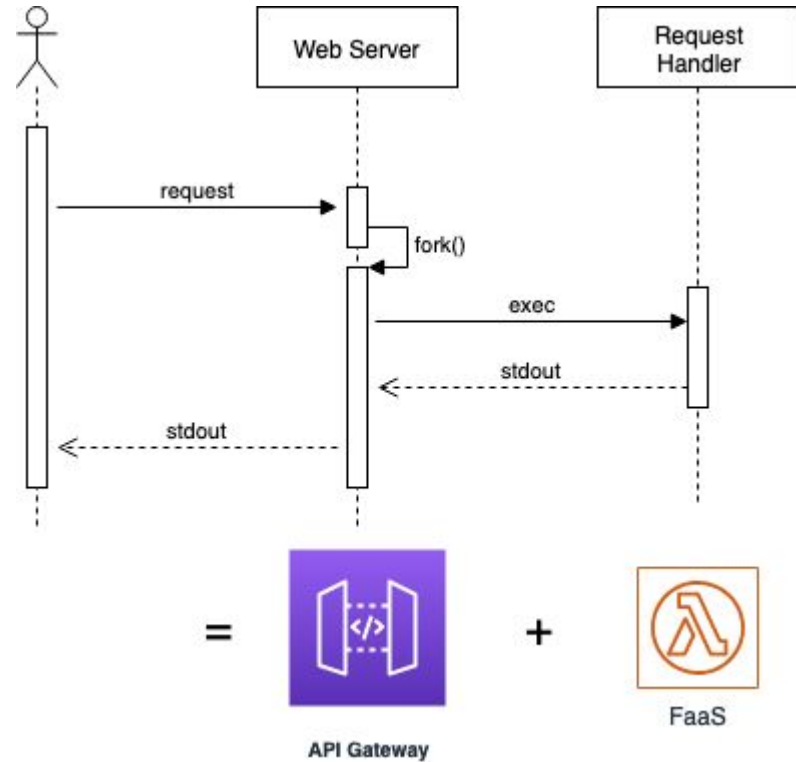 Web Server
Request
Handler
request
fork()
exec
stdout
stdout
=
</>
+
λ
FaaS
API Gateway